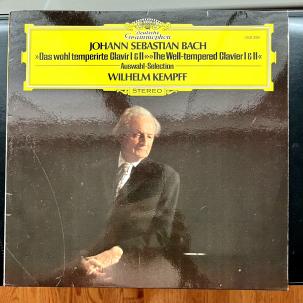 Deutsche
Grammophon
JOHANN SEBASTIAN BACH
»Das wohl temperirte Clavir I & II« »The Well-tempered Clavier I & II«
Auswahl·Selection
WILHELM KEMPFF
STEREO